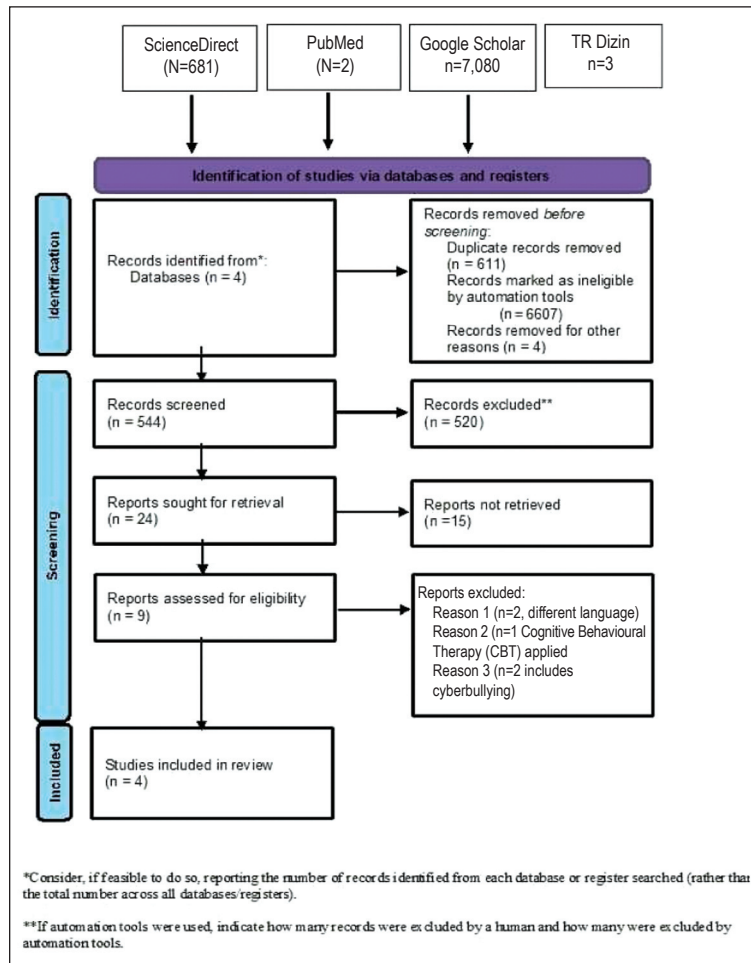 ScienceDirect
(N=681)
PubMed
(N=2)
Google Scholar
n=7,080
TR Dizin
n=3
Identification of studies via databases and registers
Identification
Records identified from*:
Databases (n = 4)
Records removed before
screening:
Duplicate records removed
(n = 611)
Records marked as ineligible
by automation tools
(n = 6607)
Records removed for other
reasons (n = 4)
Screening
Records screened
(n = 544)
Records excluded**
(n = 520)
Reports sought for retrieval
(n = 24)
Reports not retrieved
(n =15)
Reports assessed for eligibility
(n = 9)
Reports excluded:
Reason 1 (n=2, different language)
Reason 2 (n=1 Cognitive Behavioural
Therapy (CBT) applied
Reason 3 (n=2 includes
cyberbullying)
Included
Studies included in review
(n = 4)
*Consider, if feasible to do so, reporting the number of records identified from each database or register searched (rather than
the total number across all databases/registers).
**If automation tools were used, indicate how many records were excluded by a human and how many were excluded by
automation tools.